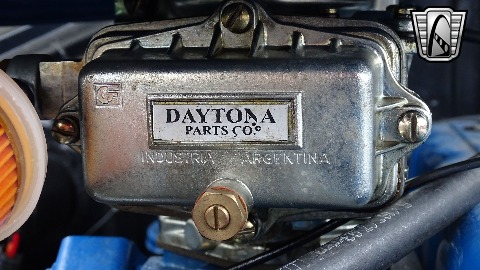 DAYTONA
PARTS CO.
INDUSTRIA ARGENTINA